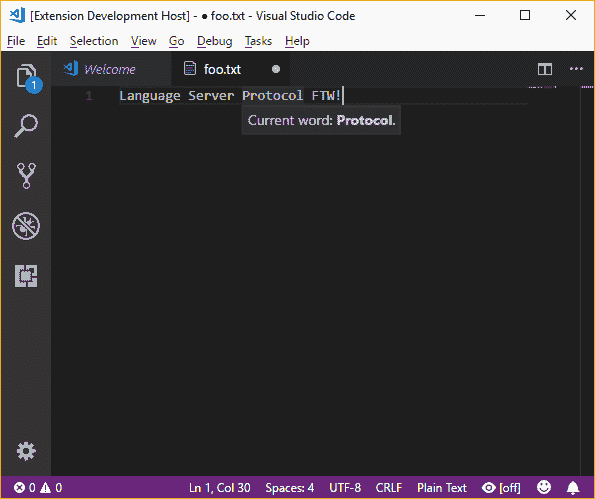 [Extension Development Host] - ● foo.txt - Visual Studio Code
File Edit Selection View Go Debug Tasks Help
Welcome foo.txt ●
1
1 Language Server Protocol FTW!
Current word: Protocol.
0 0 Ln 1, Col 30 Spaces: 4 UTF-8 CRLF Plain Text [off]